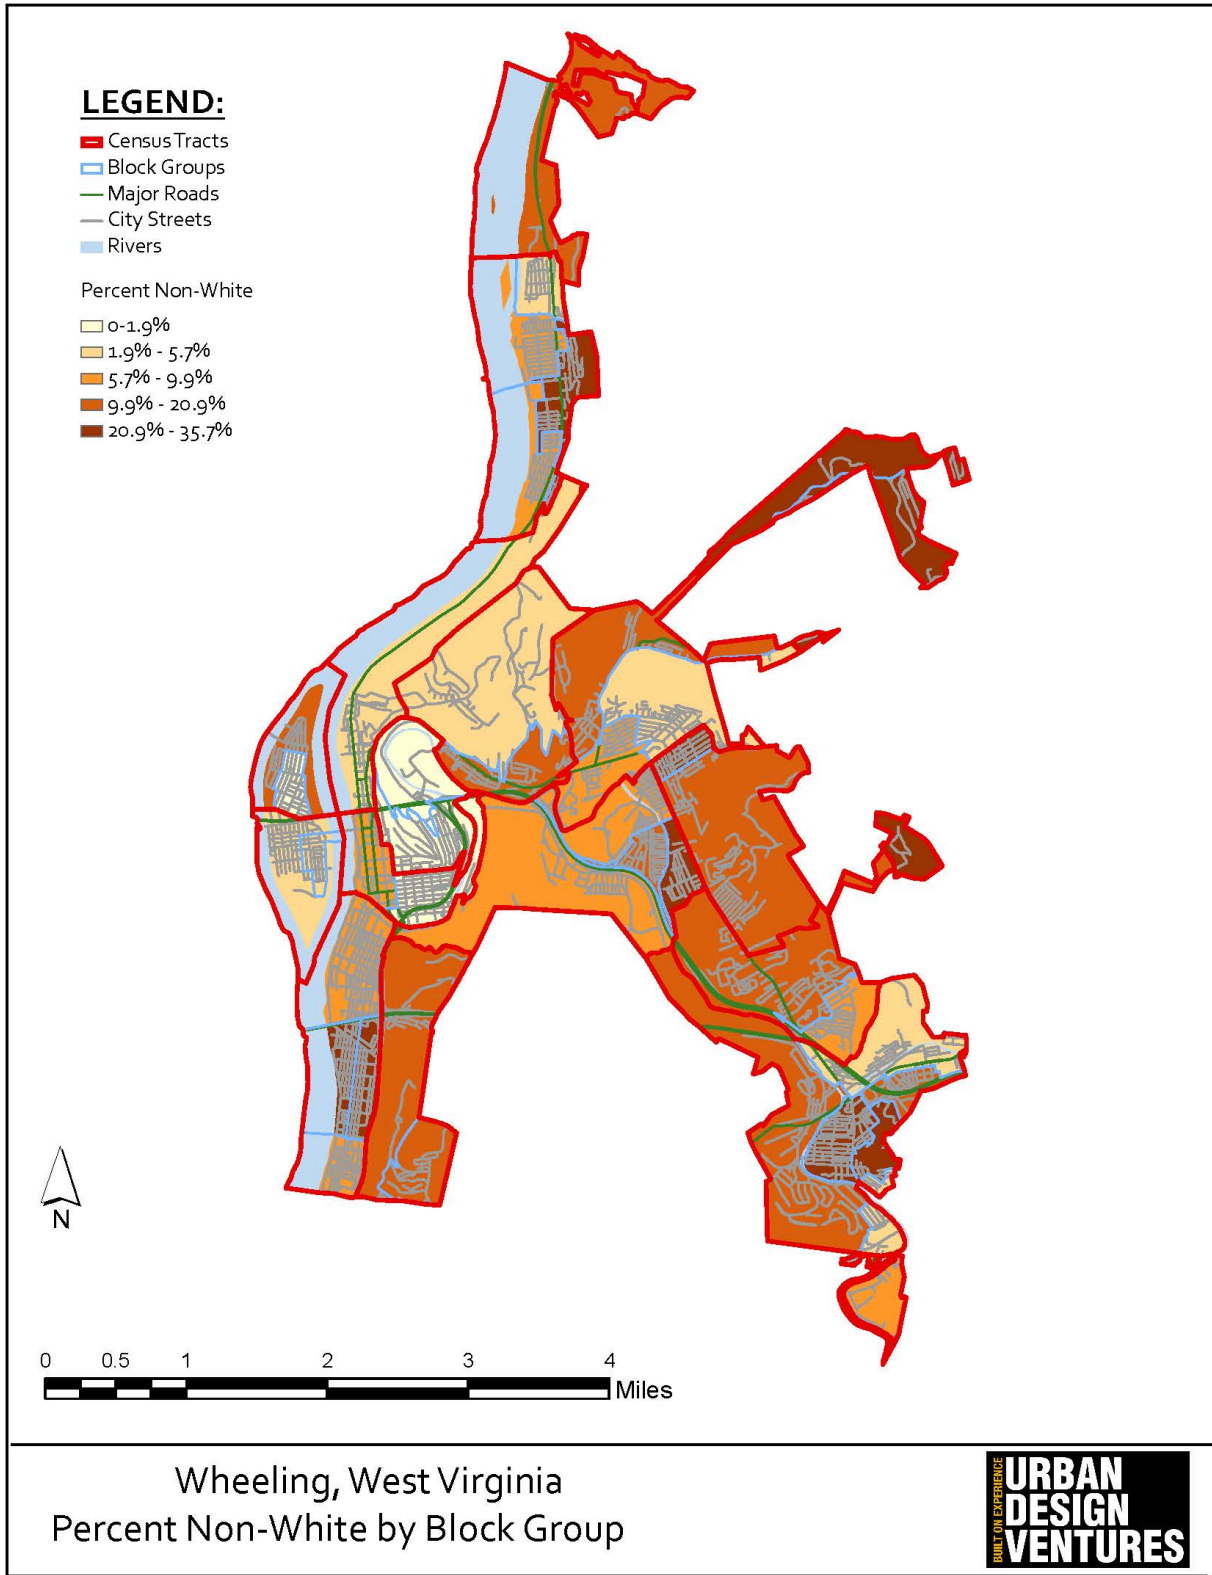 LEGEND:
Census Tracts
Block Groups
Major Roads
City Streets
Rivers
Percent Non-White
0-1.9%
1.9% - 5.7%
5.7% - 9.9%
9.9% - 20.9%
20.9% - 35.7%
N
0 0.5 1 2 3 4
Miles
Wheeling, West Virginia
Percent Non-White by Block Group
BUILT ON EXPERIENCE
URBAN
DESIGN
VENTURES